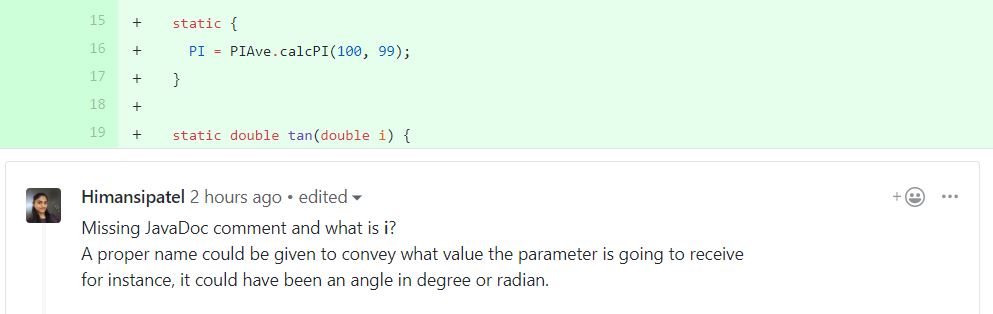 15 + static {
16 + PI = PIAve.calcPI(100, 99);
17 + }
18 +
19 + static double tan(double i) {
Himansipatel 2 hours ago • edited
Missing JavaDoc comment and what is i?
A proper name could be given to convey what value the parameter is going to receive
for instance, it could have been an angle in degree or radian.